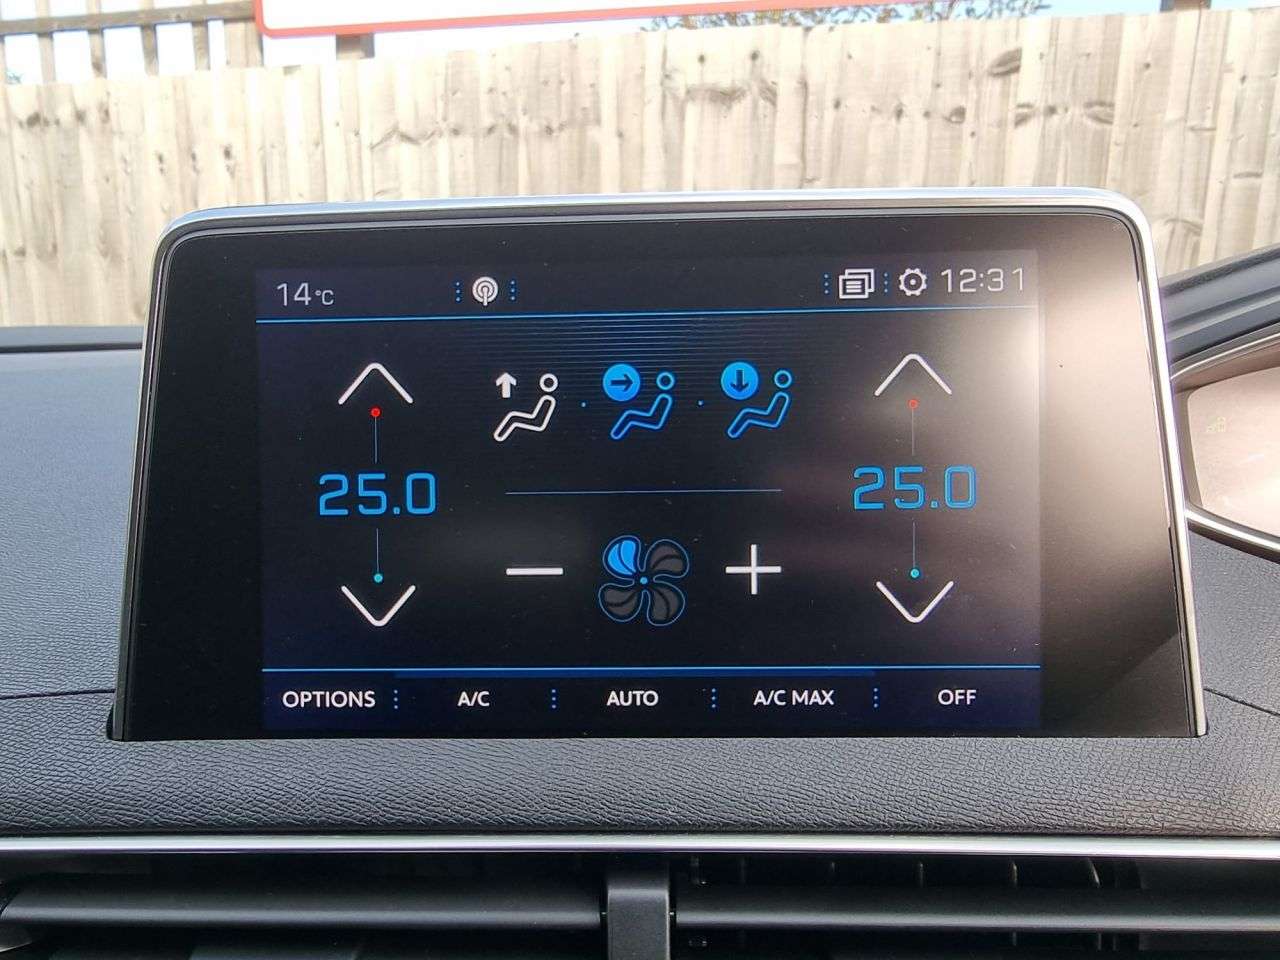 14°C
12:31
25.0
25.0
OPTIONS
A/C
AUTO
A/C MAX
OFF